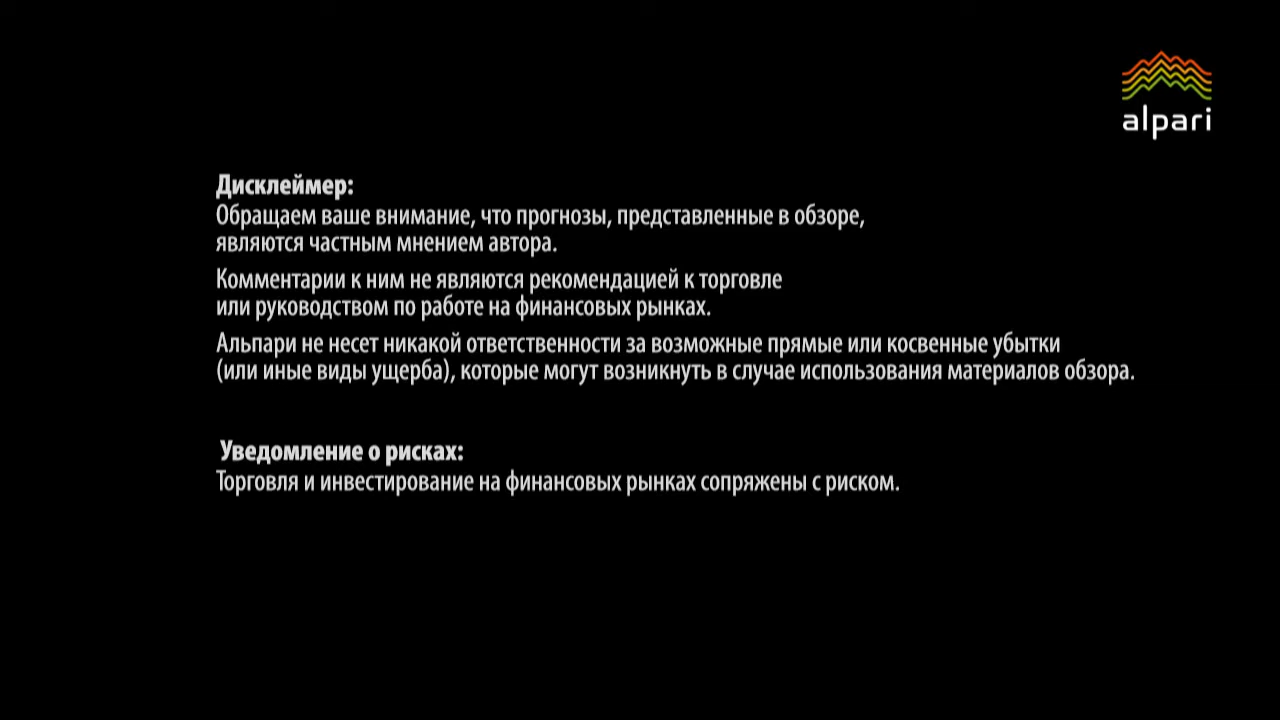 alpari
Дисклеймер:
Обращаем ваше внимание, что прогнозы, представленные в обзоре,
являются частным мнением автора.
Комментарии к ним не являются рекомендацией к торговле
или руководством по работе на финансовых рынках.
Альпари не несет никакой ответственности за возможные прямые или косвенные убытки
(или иные виды ущерба), которые могут возникнуть в случае использования материалов обзора.
Уведомление о рисках:
Торговля и инвестирование на финансовых рынках сопряжены с риском.